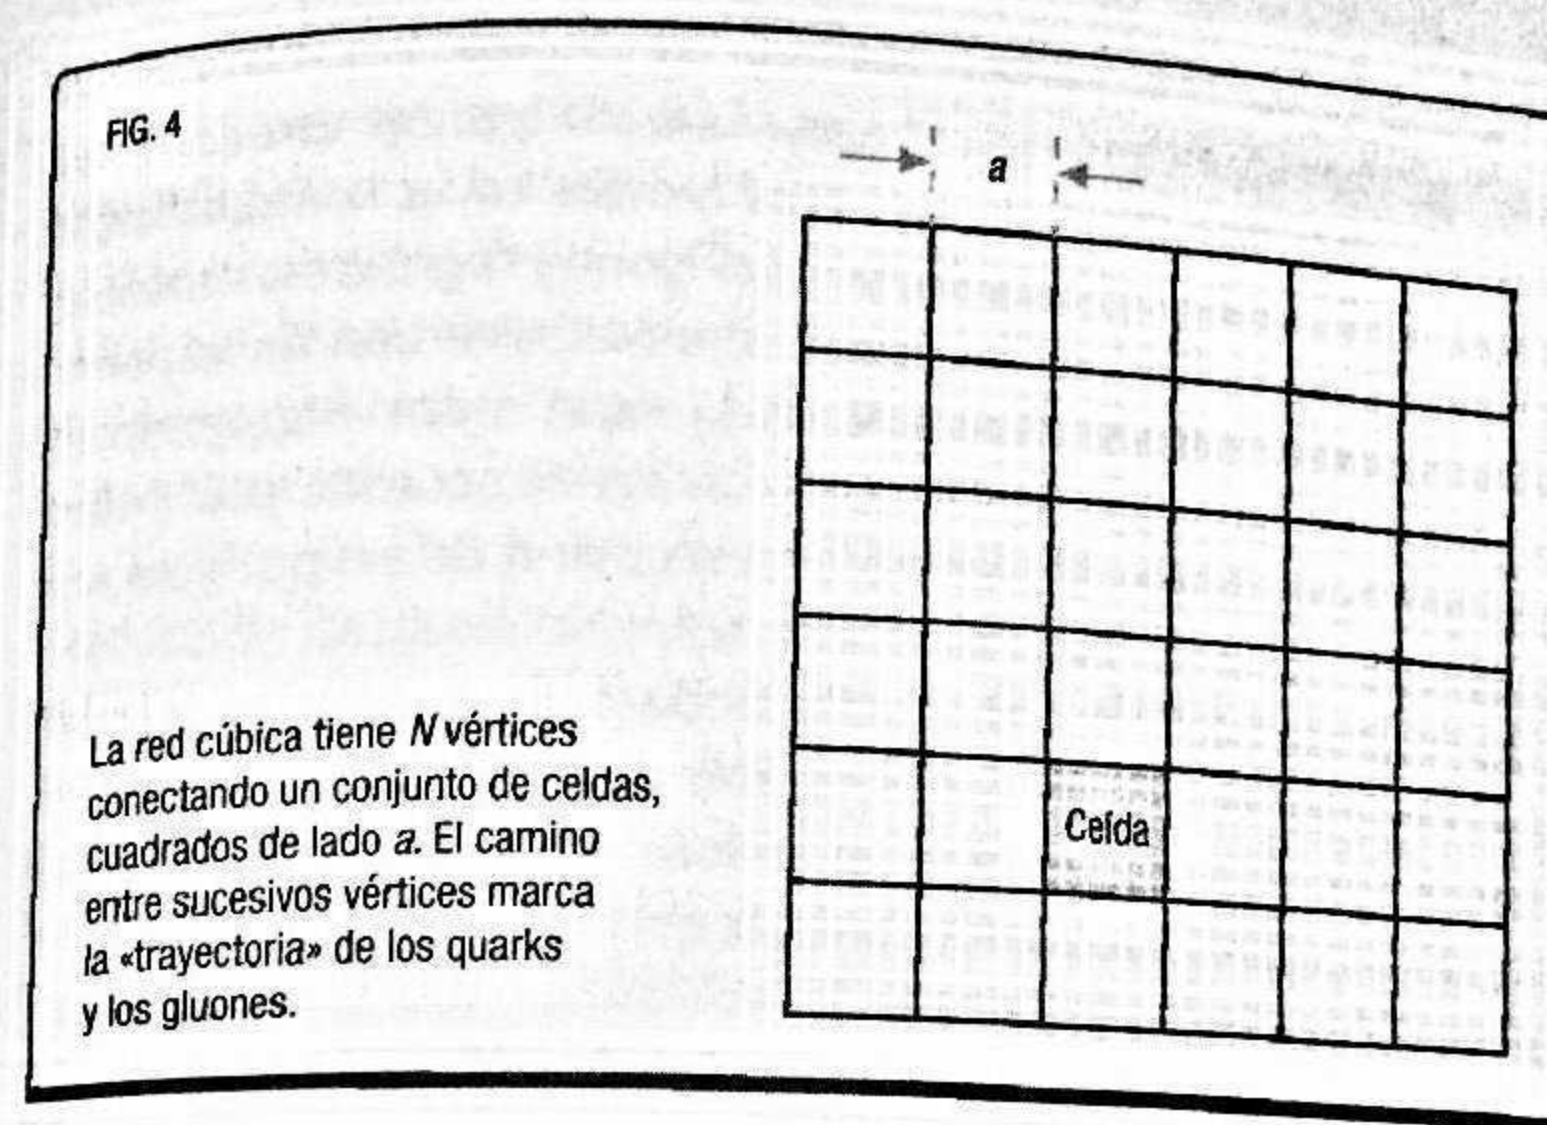 FIG. 4
a
La red cúbica tiene N vértices
conectando un conjunto de celdas,
cuadrados de lado a. El camino
entre sucesivos vértices marca
la «trayectoria» de los quarks
y los gluones.
Celda